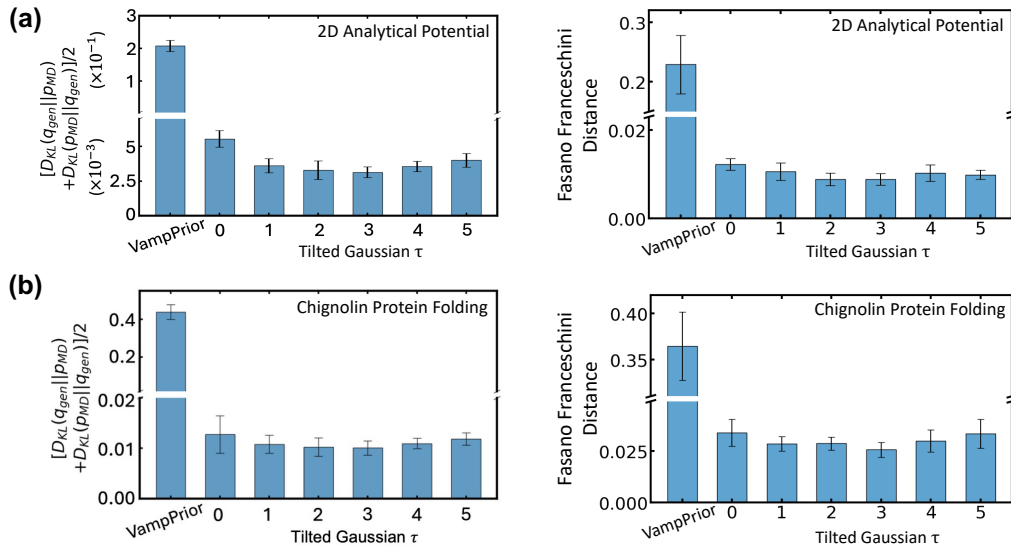 (a)
[D_KL(q_gen||p_MD)
+D_KL(p_MD||q_gen)]/2
(×10⁻³) (×10⁻¹)
3
2
1
5
2.5
0
2D Analytical Potential
VampPrior 0 1 2 3 4 5
Tilted Gaussian τ
Fasano Franceschini
Distance
0.3
0.2
0.02
0.00
2D Analytical Potential
VampPrior 0 1 2 3 4 5
Tilted Gaussian τ
(b)
[D_KL(q_gen||p_MD)
+D_KL(p_MD||q_gen)]/2
0.4
0.2
0.02
0.01
0.00
Chignolin Protein Folding
VampPrior 0 1 2 3 4 5
Tilted Gaussian τ
Fasano Franceschini
Distance
0.40
0.35
0.025
0.000
Chignolin Protein Folding
VampPrior 0 1 2 3 4 5
Tilted Gaussian τ